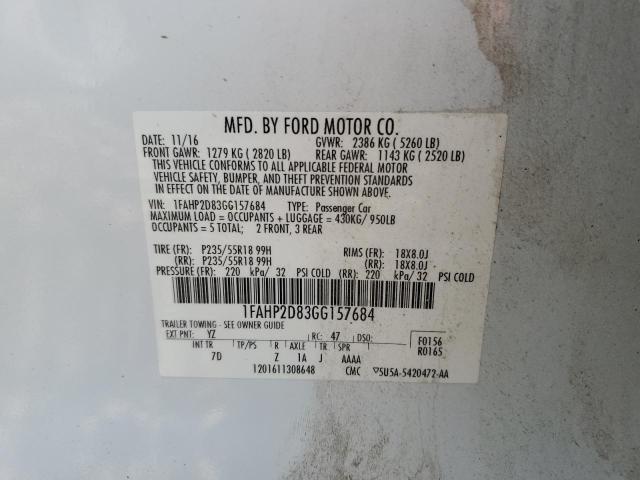 MFD. BY FORD MOTOR CO.
DATE: 11/16 GVWR: 2386 KG ( 5260 LB)
FRONT GAWR: 1279 KG ( 2820 LB) REAR GAWR: 1143 KG ( 2520 LB)
THIS VEHICLE CONFORMS TO ALL APPLICABLE FEDERAL MOTOR
VEHICLE SAFETY, BUMPER, AND THEFT PREVENTION STANDARDS
IN EFFECT ON THE DATE OF MANUFACTURE SHOWN ABOVE.
VIN: 1FAHP2D83GG157684 TYPE: Passenger Car
MAXIMUM LOAD = OCCUPANTS + LUGGAGE = 430KG/ 950LB
OCCUPANTS = 5 TOTAL; 2 FRONT, 3 REAR
TIRE (FR): P235/55R18 99H RIMS (FR): 18X8.0J
(RR): P235/55R18 99H (RR): 18X8.0J
PRESSURE (FR): 220 kPa/ 32 PSI COLD (RR): 220 kPa/ 32 PSI COLD
1FAHP2D83GG157684
TRAILER TOWING - SEE OWNER GUIDE
EXT PNT: YZ RC: 47 DSO: F0156
INT TR TP/PS R AXLE TR SPR R0165
7D Z 1A J AAAA
1201611308648 CMC ▽5U5A-5420472-AA